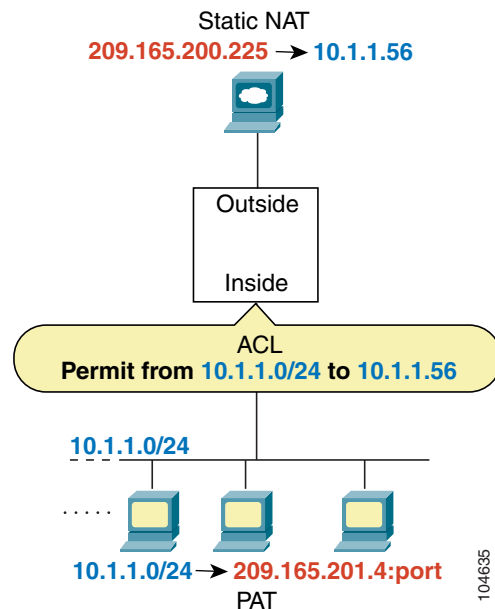 Static NAT
209.165.200.225 → 10.1.1.56
Outside
Inside
ACL
Permit from 10.1.1.0/24 to 10.1.1.56
10.1.1.0/24
10.1.1.0/24 → 209.165.201.4:port
PAT
104635